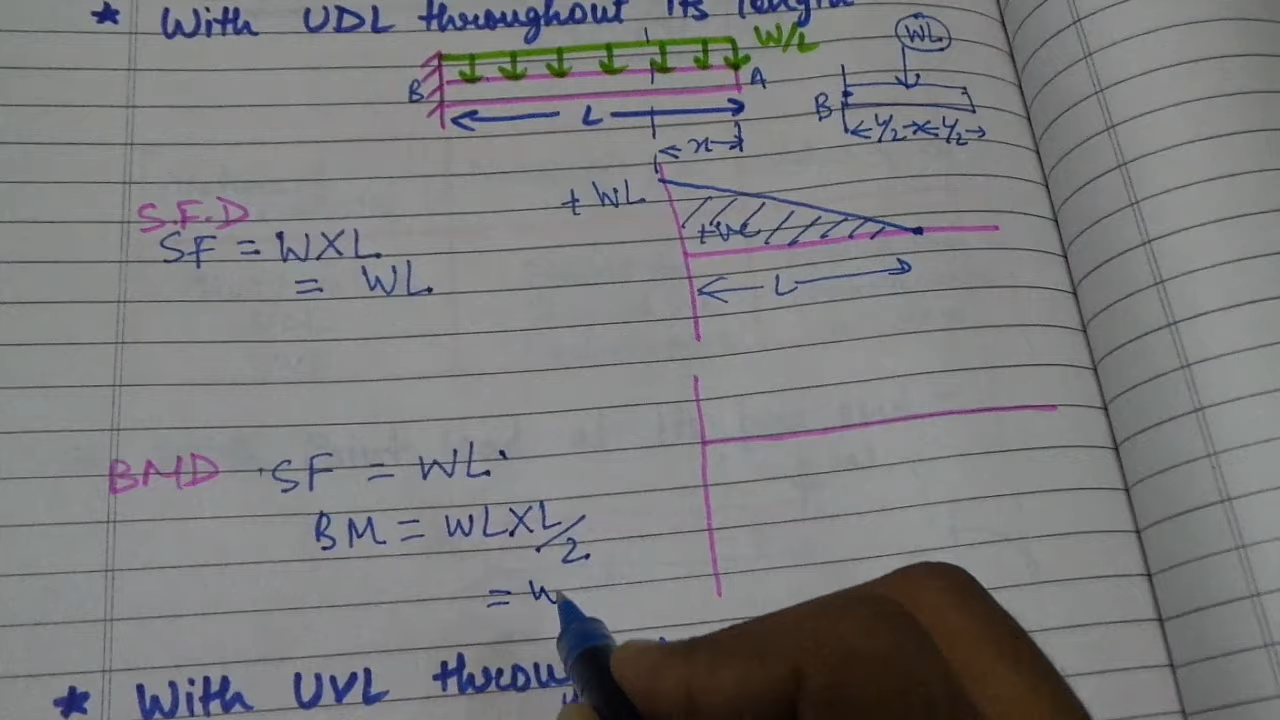 * With UDL throughout its length
W/L
WL
B
A
B
L
L/2 L/2
x
+ WL
S.F.D
+ve
SF = WXL
= WL
L
BMD SF = WL
BM = WLXL/2
= W
* With UVL